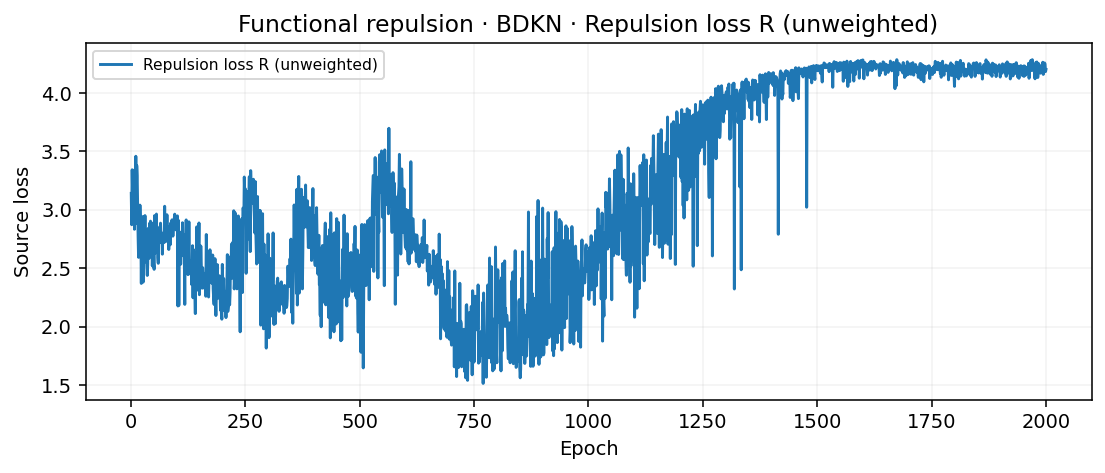 Functional repulsion · BDKN · Repulsion loss R (unweighted)
Repulsion loss R (unweighted)
Source loss
4.0
3.5
3.0
2.5
2.0
1.5
0 250 500 750 1000 1250 1500 1750 2000
Epoch